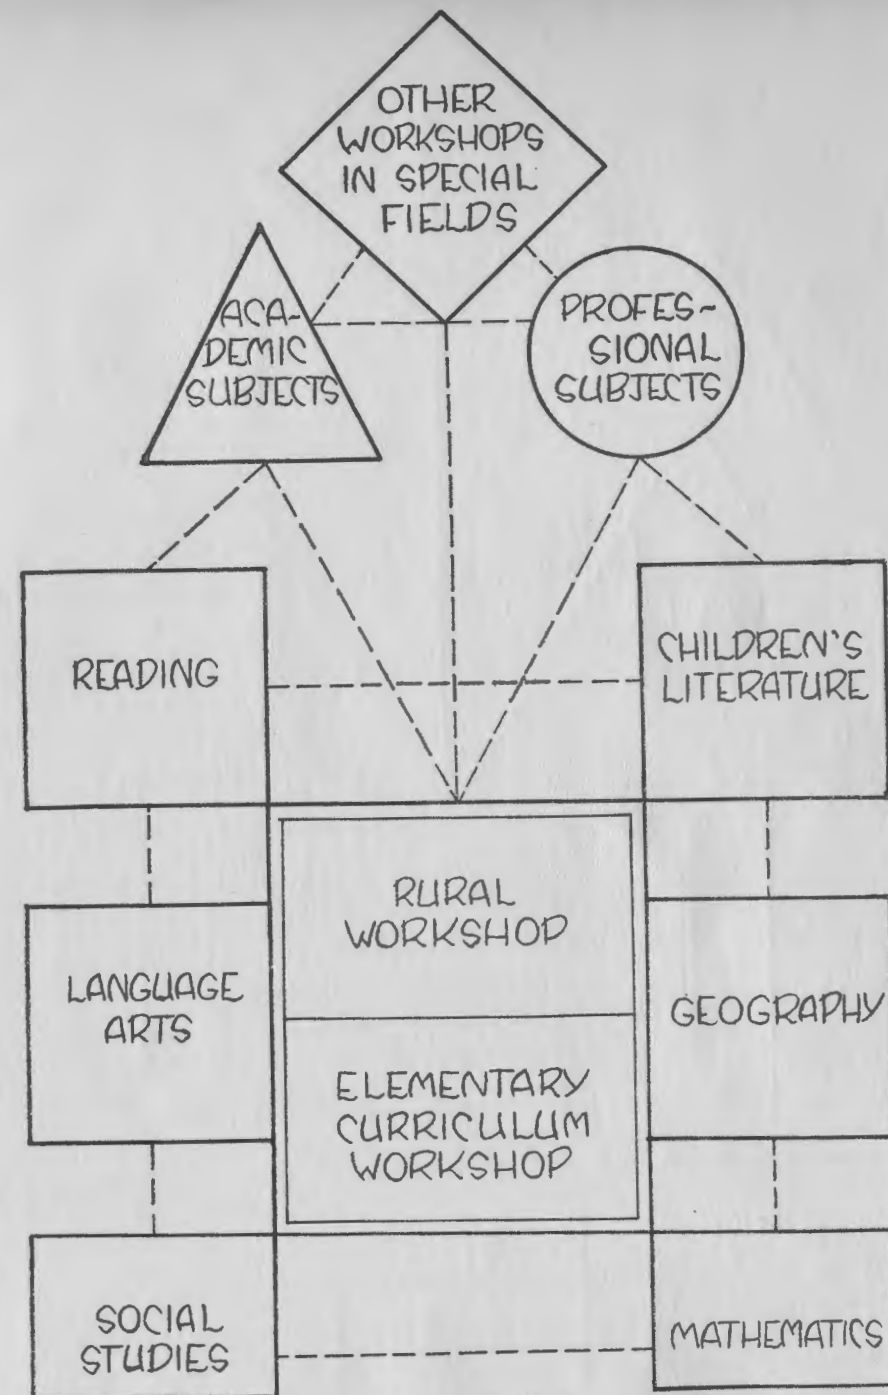 OTHER
WORKSHOPS
IN SPECIAL
FIELDS
ACA-
DEMIC
SUBJECTS
PROFES~
SIONAL
SUBJECTS
READING
CHILDREN'S
LITERATURE
RURAL
WORKSHOP
LANGUAGE
ARTS
GEOGRAPHY
ELEMENTARY
CURRICULUM
WORKSHOP
SOCIAL
STUDIES
MATHEMATICS